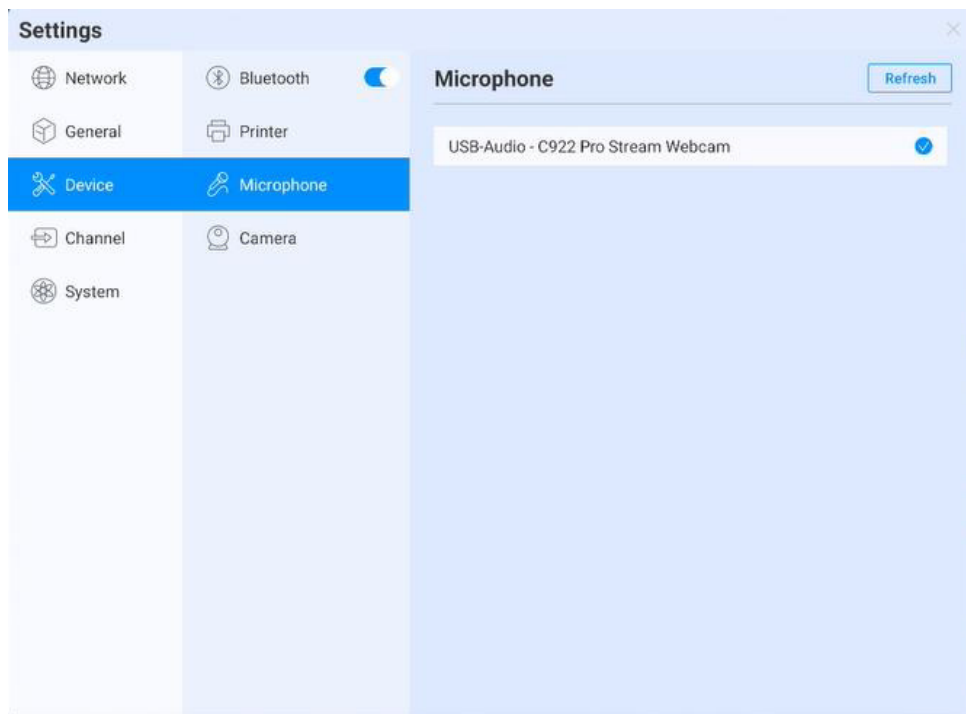 Settings
Network
General
Device
Channel
System
Bluetooth
Printer
Microphone
Camera
Microphone
Refresh
USB-Audio - C922 Pro Stream Webcam